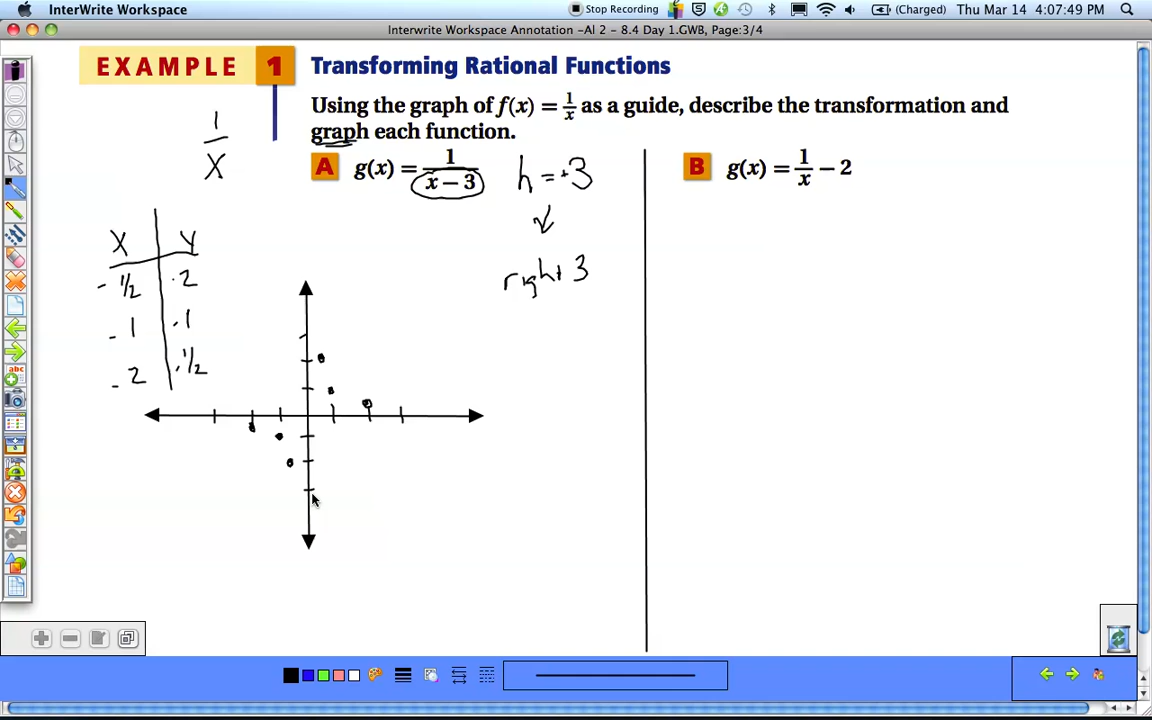 InterWrite Workspace
Stop Recording
(Charged) Thu Mar 14 4:07:49 PM
Interwrite Workspace Annotation -Al 2 - 8.4 Day 1.GWB, Page:3/4
EXAMPLE 1 Transforming Rational Functions
Using the graph of f(x) = 1/x as a guide, describe the transformation and
graph each function.
1/x
A g(x) = 1/(x − 3)
h = +3
B g(x) = 1/x − 2
right 3
X Y
- 1/2 · 2
- 1 · 1
- 2 · 1/2
abc